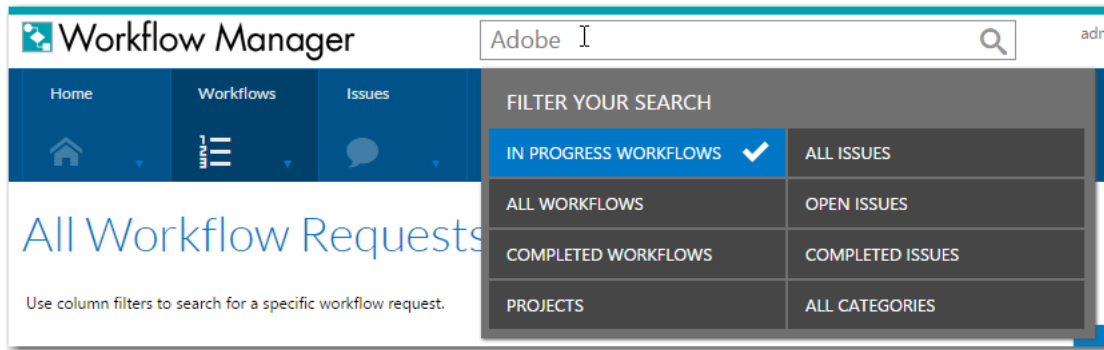 Workflow Manager
Adobe
adm
Home
Workflows
Issues
FILTER YOUR SEARCH
IN PROGRESS WORKFLOWS
ALL ISSUES
ALL WORKFLOWS
OPEN ISSUES
COMPLETED WORKFLOWS
COMPLETED ISSUES
PROJECTS
ALL CATEGORIES
All Workflow Requests
Use column filters to search for a specific workflow request.